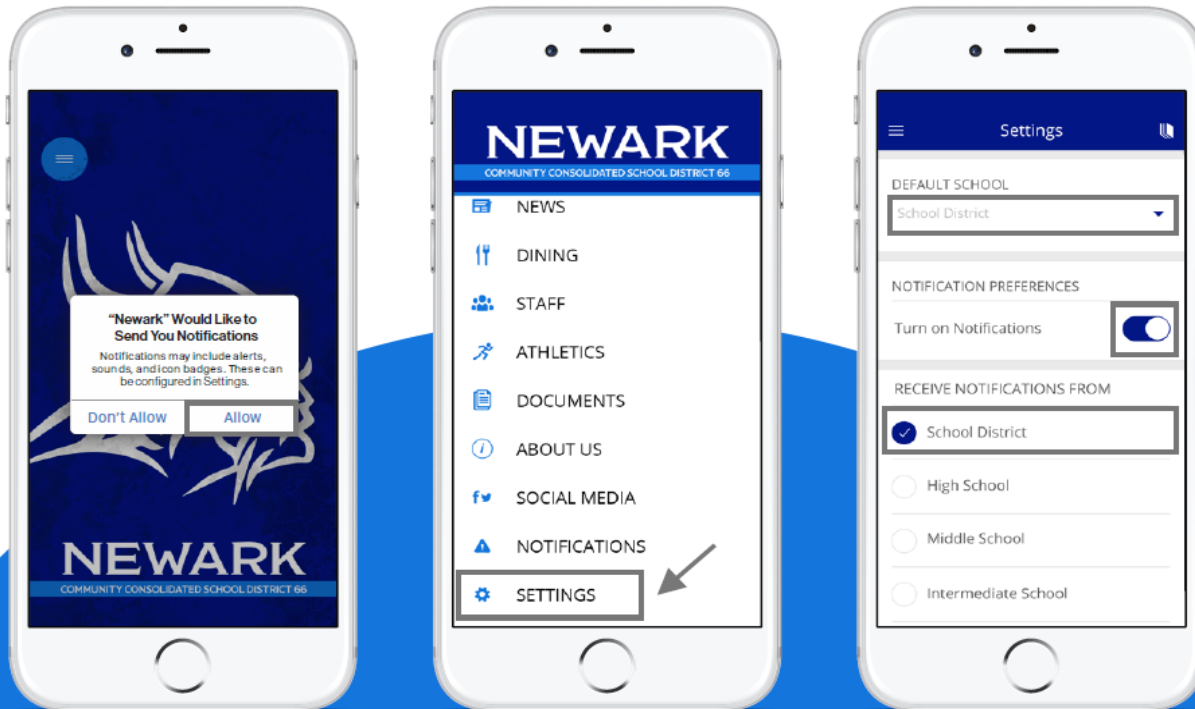 “Newark” Would Like to
Send You Notifications
Notifications may include alerts,
sounds, and icon badges. These can
be configured in Settings.
Don't Allow
Allow
NEWARK
COMMUNITY CONSOLIDATED SCHOOL DISTRICT 66
NEWARK
COMMUNITY CONSOLIDATED SCHOOL DISTRICT 66
NEWS
DINING
STAFF
ATHLETICS
DOCUMENTS
ABOUT US
SOCIAL MEDIA
NOTIFICATIONS
SETTINGS
Settings
DEFAULT SCHOOL
School District
NOTIFICATION PREFERENCES
Turn on Notifications
RECEIVE NOTIFICATIONS FROM
School District
High School
Middle School
Intermediate School